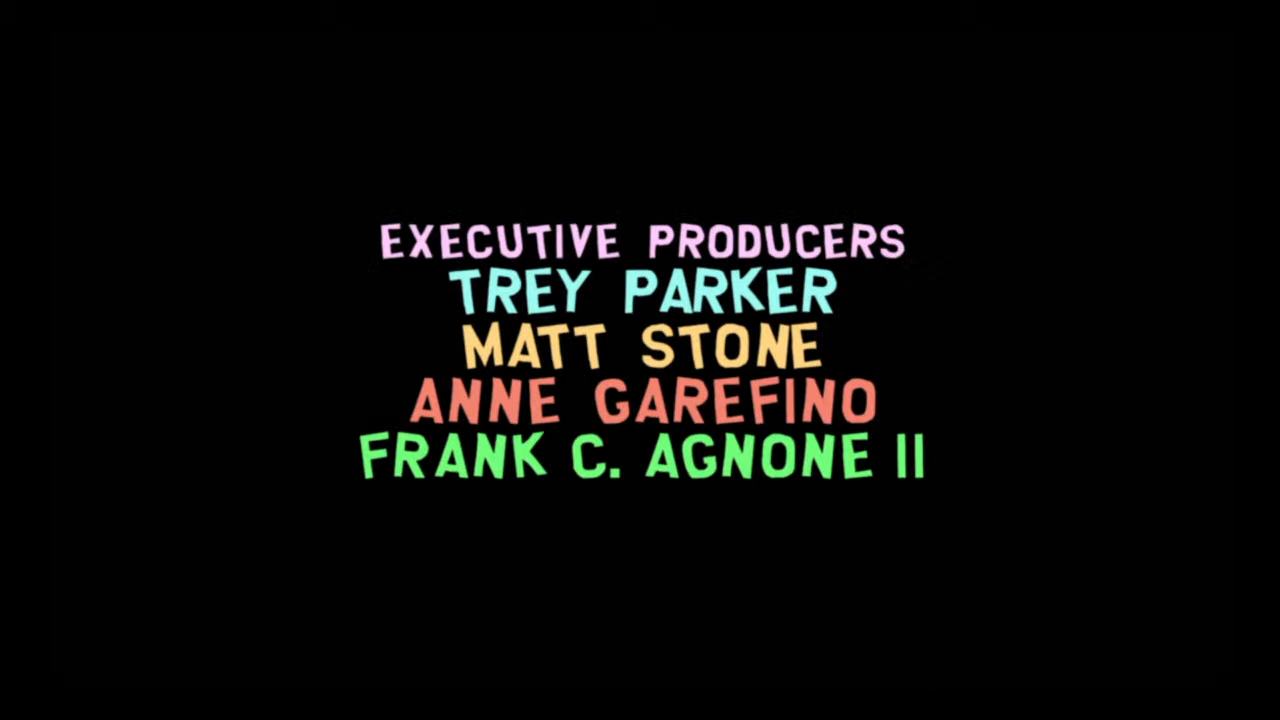 EXECUTIVE PRODUCERS
TREY PARKER
MATT STONE
ANNE GAREFINO
FRANK C. AGNONE II